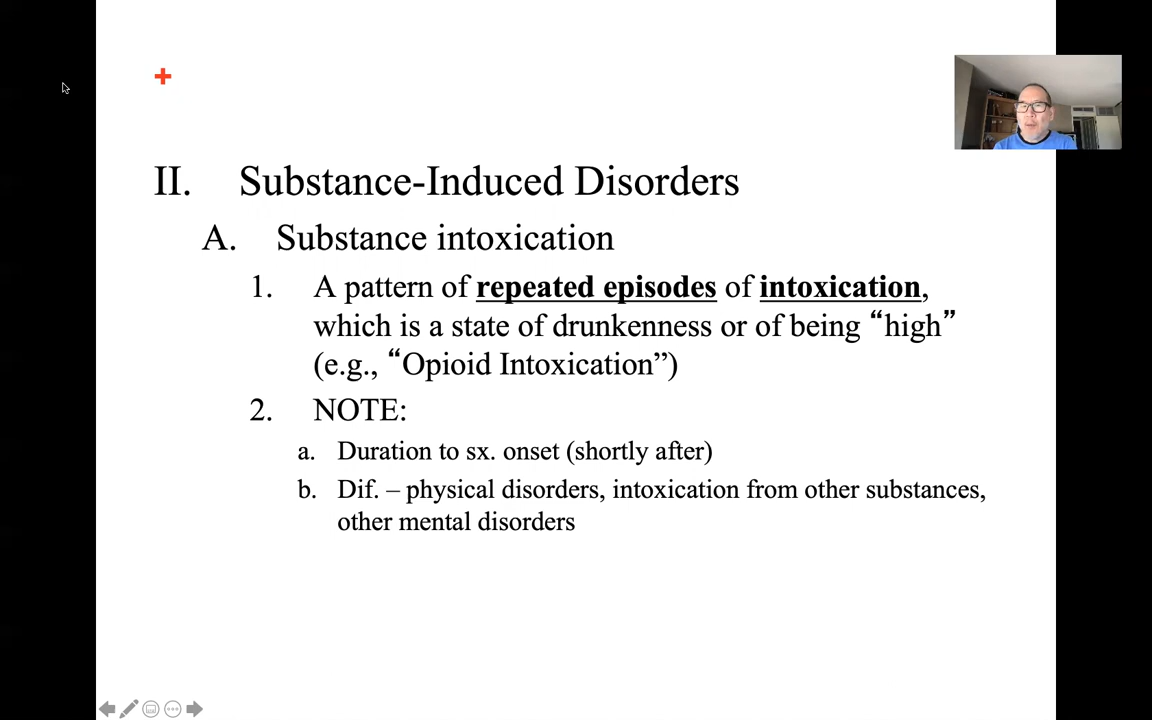 II. Substance-Induced Disorders
A. Substance intoxication
1. A pattern of repeated episodes of intoxication,
which is a state of drunkenness or of being “high”
(e.g., “Opioid Intoxication”)
2. NOTE:
a. Duration to sx. onset (shortly after)
b. Dif. – physical disorders, intoxication from other substances,
other mental disorders